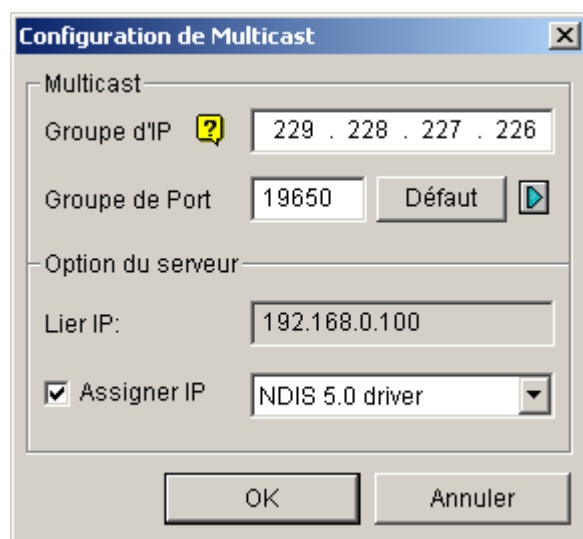 Configuration de Multicast
Multicast
Groupe d'IP 229 . 228 . 227 . 226
Groupe de Port 19650 Défaut
Option du serveur
Lier IP: 192.168.0.100
Assigner IP NDIS 5.0 driver
OK Annuler